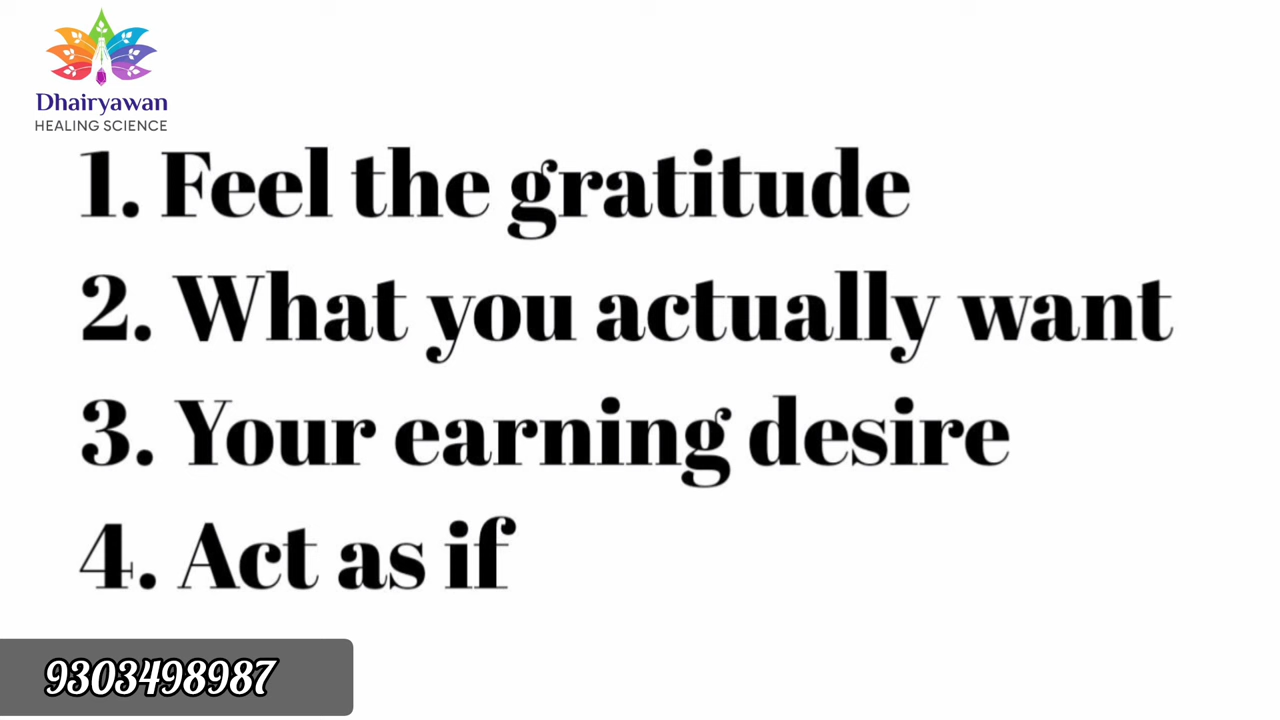 Dhairyawan
HEALING SCIENCE
1. Feel the gratitude
2. What you actually want
3. Your earning desire
4. Act as if
9303498987